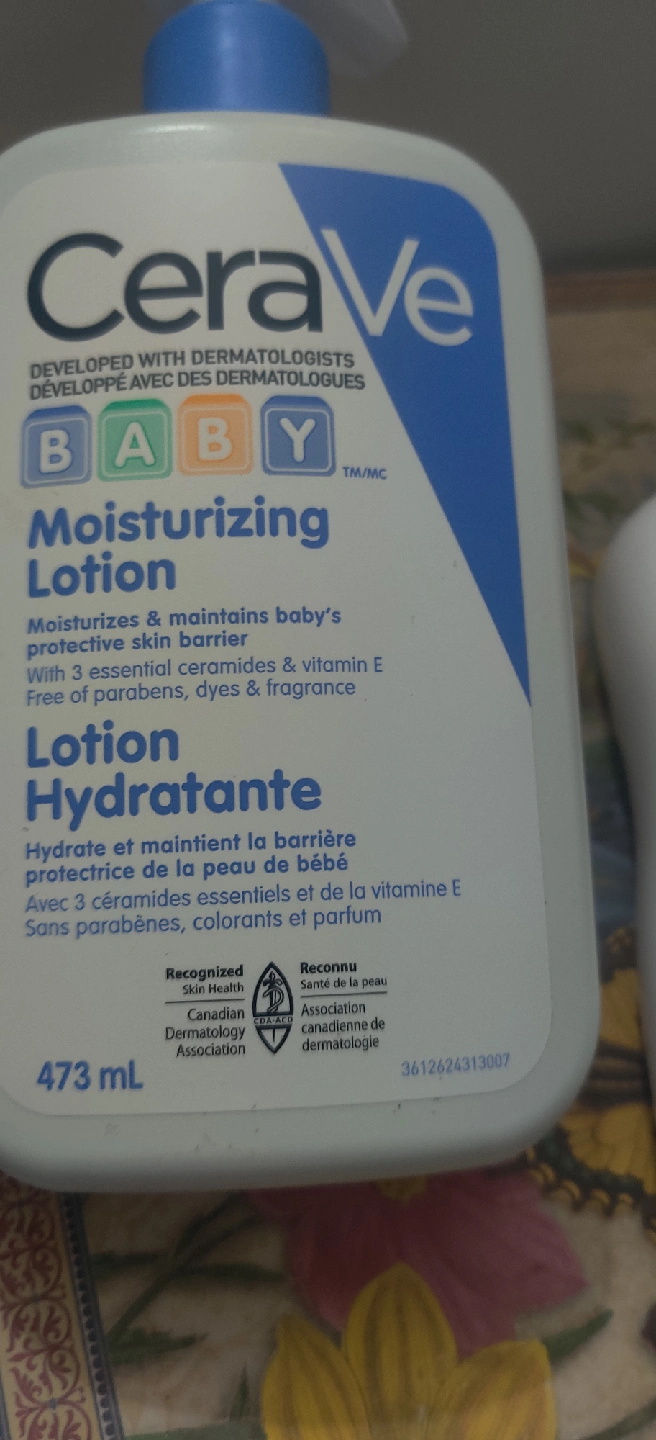 CeraVe
DEVELOPED WITH DERMATOLOGISTS
DÉVELOPPÉ AVEC DES DERMATOLOGUES
BABY TM/MC
Moisturizing
Lotion
Moisturizes & maintains baby's
protective skin barrier
With 3 essential ceramides & vitamin E
Free of parabens, dyes & fragrance
Lotion
Hydratante
Hydrate et maintient la barrière
protectrice de la peau de bébé
Avec 3 céramides essentiels et de la vitamine E
Sans parabènes, colorants et parfum
Recognized
Skin Health
Canadian
Dermatology
Association
CDA·ACD
Reconnu
Santé de la peau
Association
canadienne de
dermatologie
473 mL
3612624313007